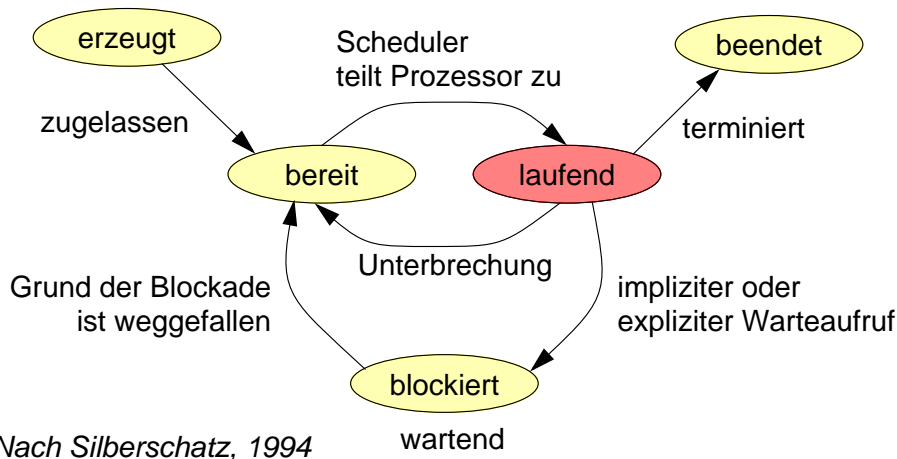 erzeugt
Scheduler
teilt Prozessor zu
beendet
zugelassen
terminiert
bereit
laufend
Unterbrechung
Grund der Blockade
ist weggefallen
impliziter oder
expliziter Warteaufruf
blockiert
wartend
Nach Silberschatz, 1994